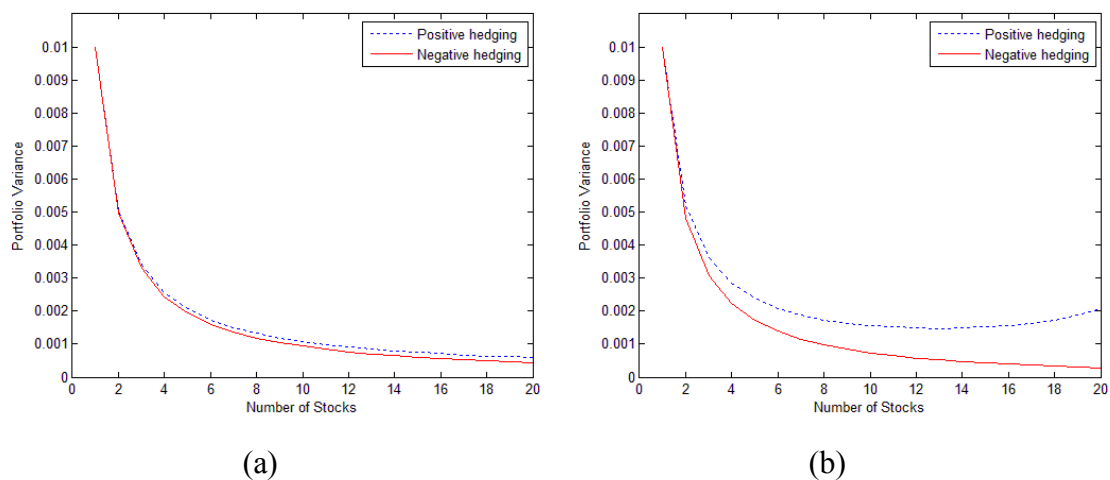 Positive hedging
Negative hedging
0.01
0.009
0.008
0.007
0.006
0.005
0.004
0.003
0.002
0.001
0
Portfolio Variance
0 2 4 6 8 10 12 14 16 18 20
Number of Stocks
(a)
Positive hedging
Negative hedging
0.01
0.009
0.008
0.007
0.006
0.005
0.004
0.003
0.002
0.001
0
Portfolio Variance
0 2 4 6 8 10 12 14 16 18 20
Number of Stocks
(b)